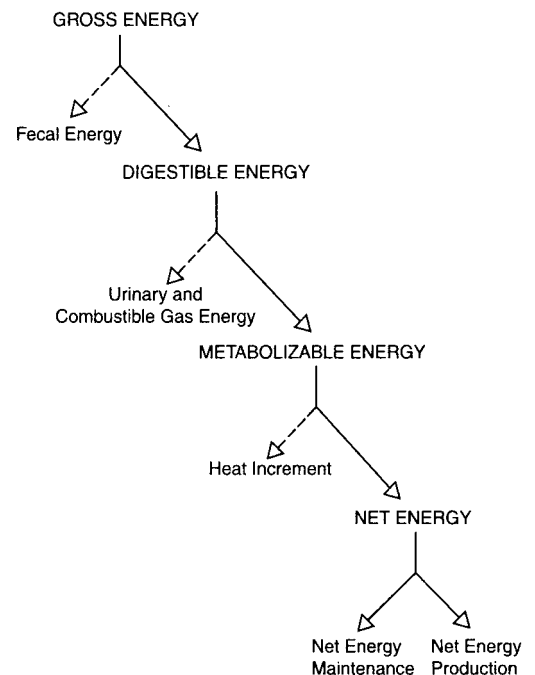 GROSS ENERGY
Fecal Energy
DIGESTIBLE ENERGY
Urinary and
Combustible Gas Energy
METABOLIZABLE ENERGY
Heat Increment
NET ENERGY
Net Energy
Maintenance
Net Energy
Production